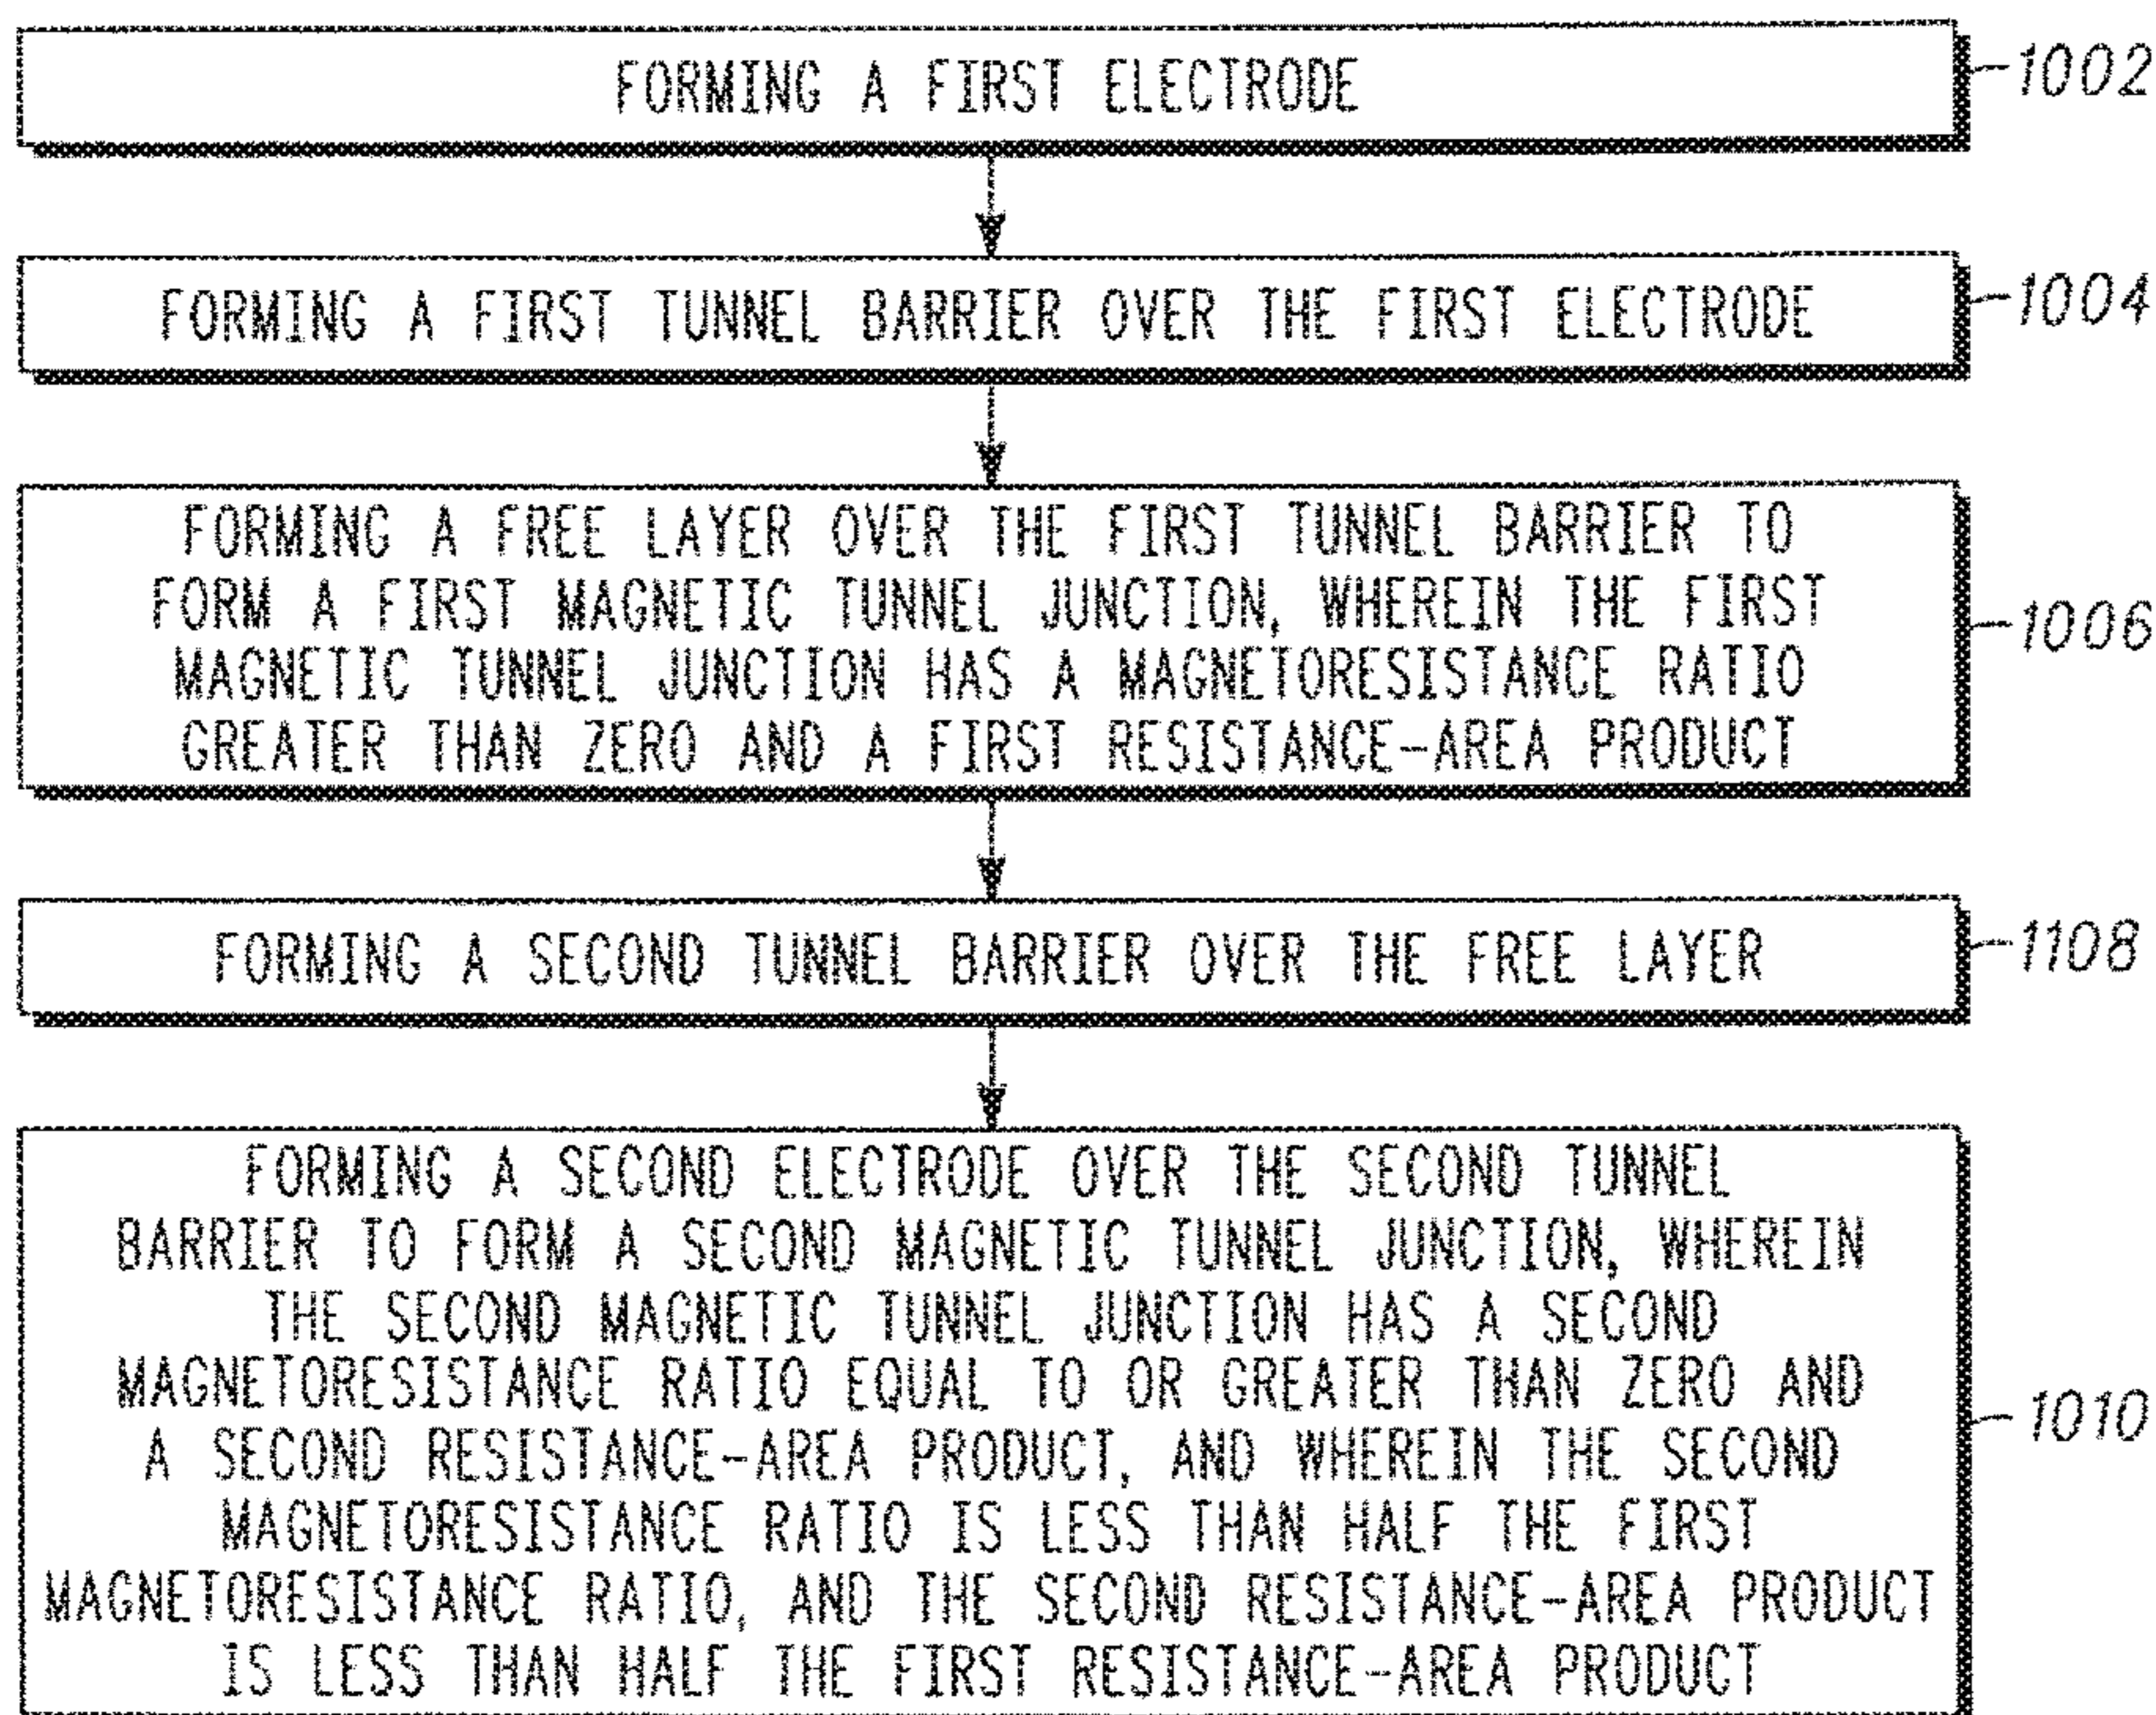 FORMING A FIRST ELECTRODE
1002
FORMING A FIRST TUNNEL BARRIER OVER THE FIRST ELECTRODE
1004
FORMING A FREE LAYER OVER THE FIRST TUNNEL BARRIER TO
FORM A FIRST MAGNETIC TUNNEL JUNCTION, WHEREIN THE FIRST
MAGNETIC TUNNEL JUNCTION HAS A MAGNETORESISTANCE RATIO
GREATER THAN ZERO AND A FIRST RESISTANCE-AREA PRODUCT
1006
FORMING A SECOND TUNNEL BARRIER OVER THE FREE LAYER
1108
FORMING A SECOND ELECTRODE OVER THE SECOND TUNNEL
BARRIER TO FORM A SECOND MAGNETIC TUNNEL JUNCTION, WHEREIN
THE SECOND MAGNETIC TUNNEL JUNCTION HAS A SECOND
MAGNETORESISTANCE RATIO EQUAL TO OR GREATER THAN ZERO AND
A SECOND RESISTANCE-AREA PRODUCT, AND WHEREIN THE SECOND
MAGNETORESISTANCE RATIO IS LESS THAN HALF THE FIRST
MAGNETORESISTANCE RATIO, AND THE SECOND RESISTANCE-AREA PRODUCT
IS LESS THAN HALF THE FIRST RESISTANCE-AREA PRODUCT
1010